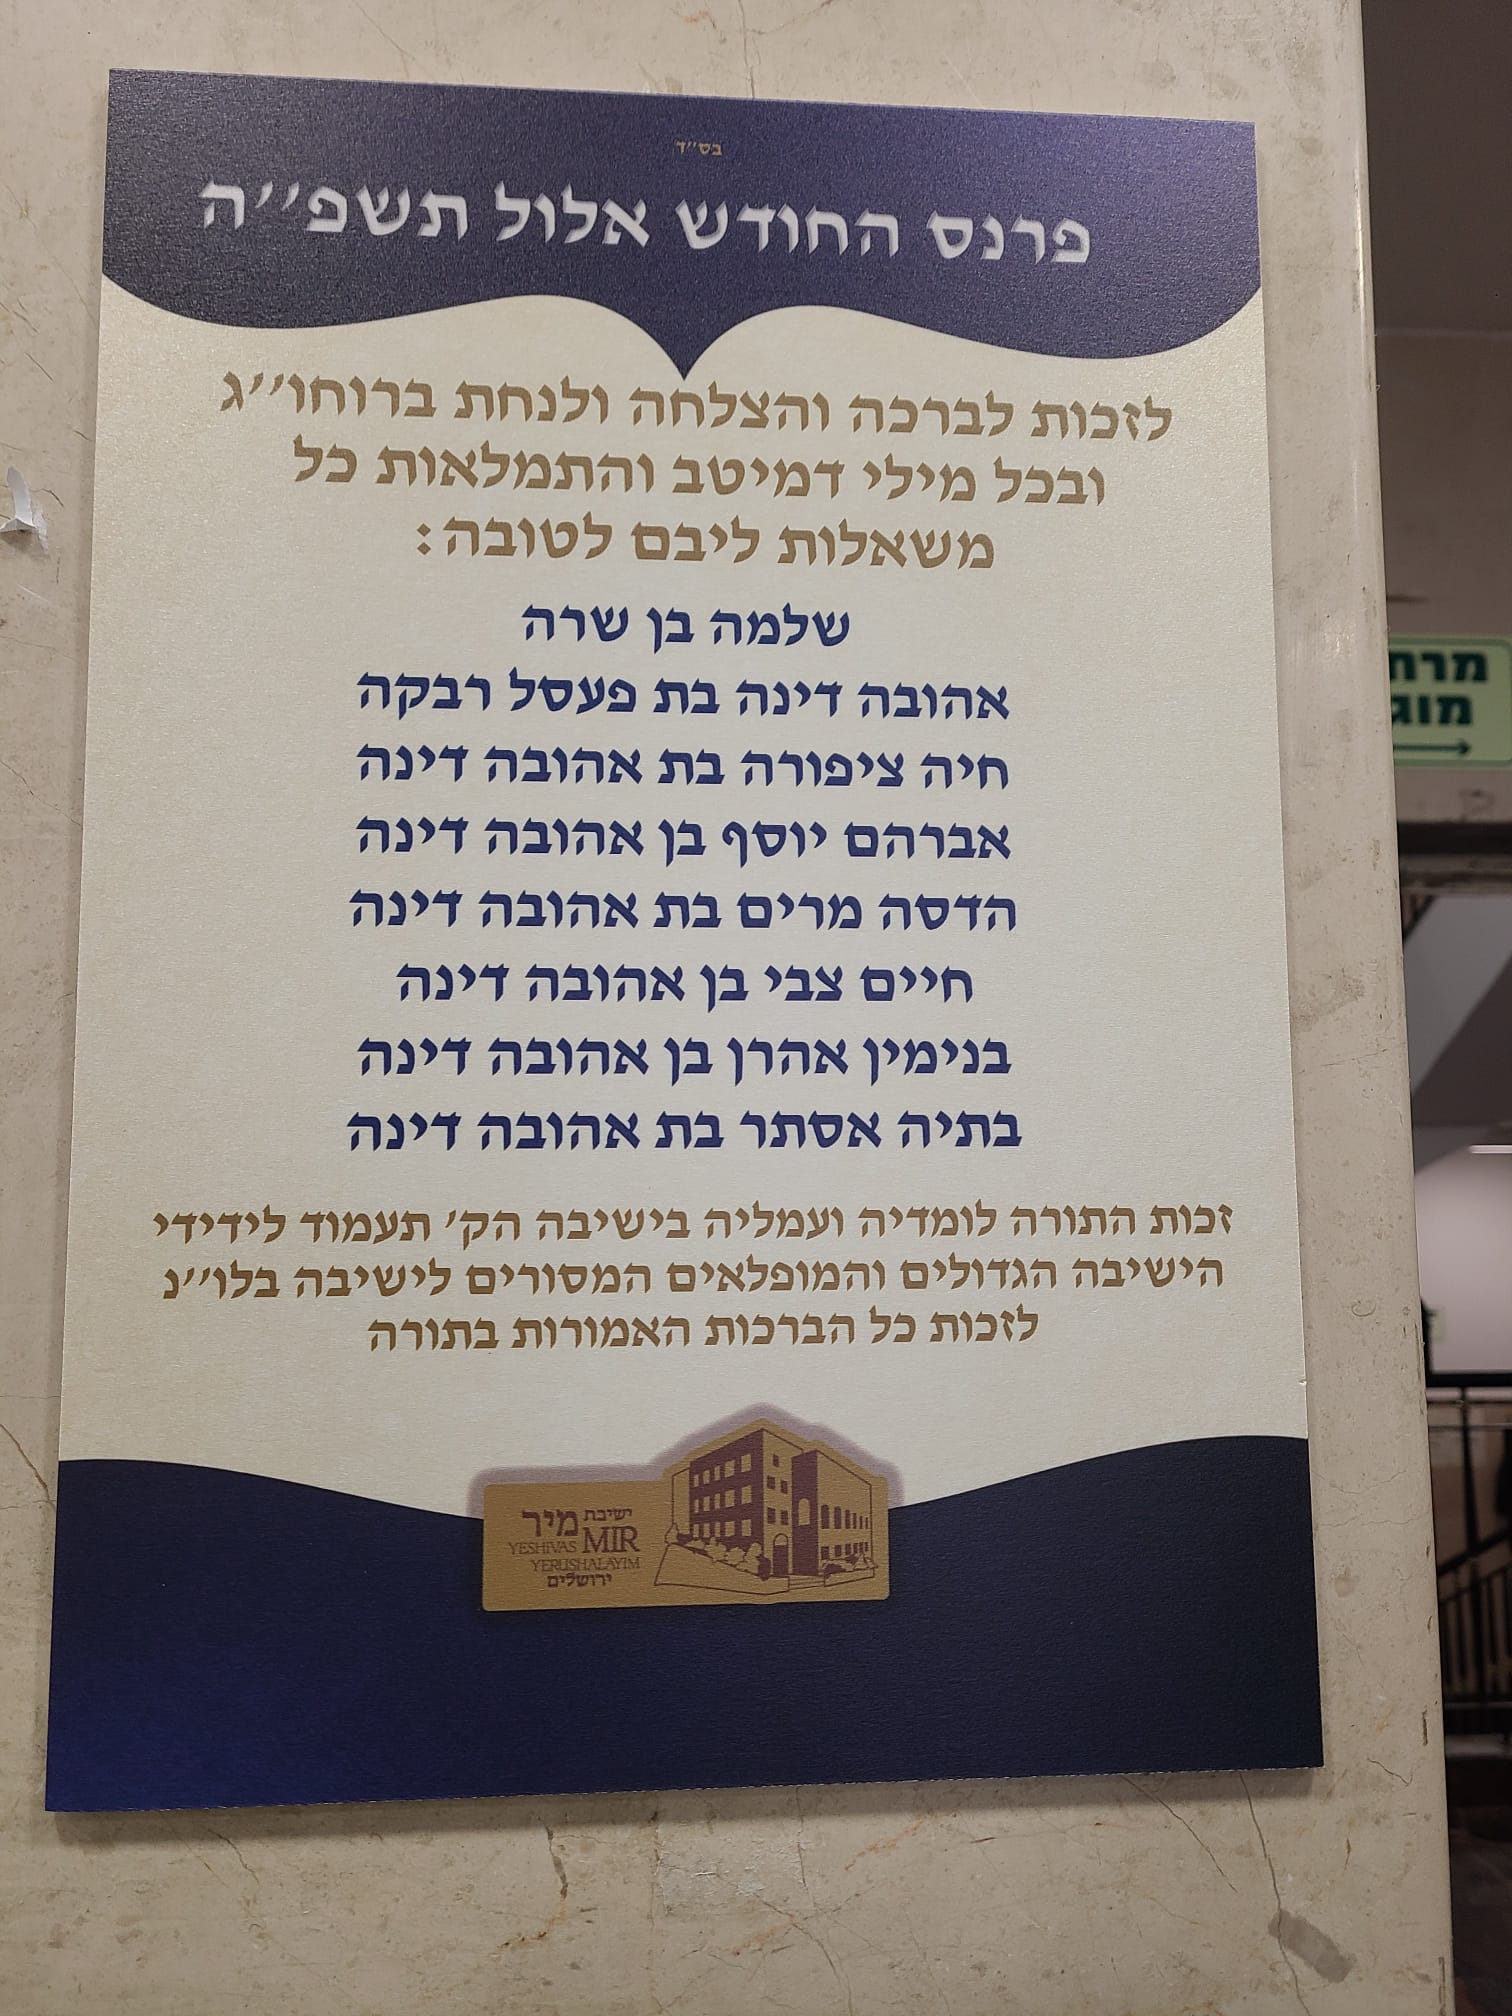 בס''ד
פרנס החודש אלול תשפ''ה
לזכות לברכה והצלחה ולנחת ברוחו''ג
ובכל מילי דמיטב והתמלאות כל
משאלות ליבם לטובה:
שלמה בן שרה
אהובה דינה בת פעסל רבקה
חיה ציפורה בת אהובה דינה
אברהם יוסף בן אהובה דינה
הדסה מרים בת אהובה דינה
חיים צבי בן אהובה דינה
בנימין אהרן בן אהובה דינה
בתיה אסתר בת אהובה דינה
זכות התורה לומדיה ועמליה בישיבה הק' תעמוד לידידי
הישיבה הגדולים והמופלאים המסורים לישיבה בלו''נ
לזכות כל הברכות האמורות בתורה
ישיבת מיר
YESHIVAS MIR
YERUSHALAYIM
ירושלים